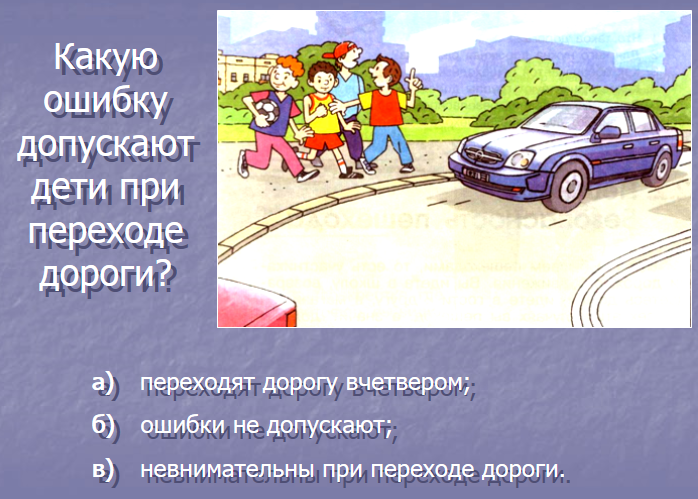 Какую
ошибку
допускают
дети при
переходе
дороги?
а) переходят дорогу вчетвером;
б) ошибки не допускают;
в) невнимательны при переходе дороги.